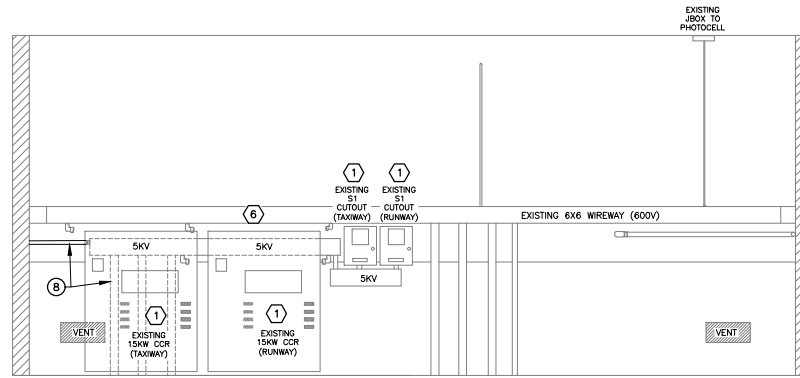 EXISTING
JBOX TO
PHOTOCELL
1
1
EXISTING
S1
CUTOUT
(TAXIWAY)
EXISTING
S1
CUTOUT
(RUNWAY)
6
EXISTING 6X6 WIREWAY (600V)
5KV
5KV
5KV
8
1
EXISTING
15KW CCR
(TAXIWAY)
1
EXISTING
15KW CCR
(RUNWAY)
VENT
VENT